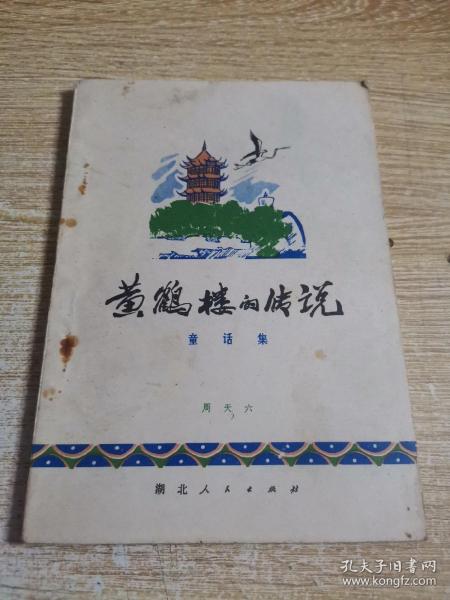 黄鹤楼的传说
童话集
周天六
湖北人民出版社
孔夫子旧书网
www.kongfz.com